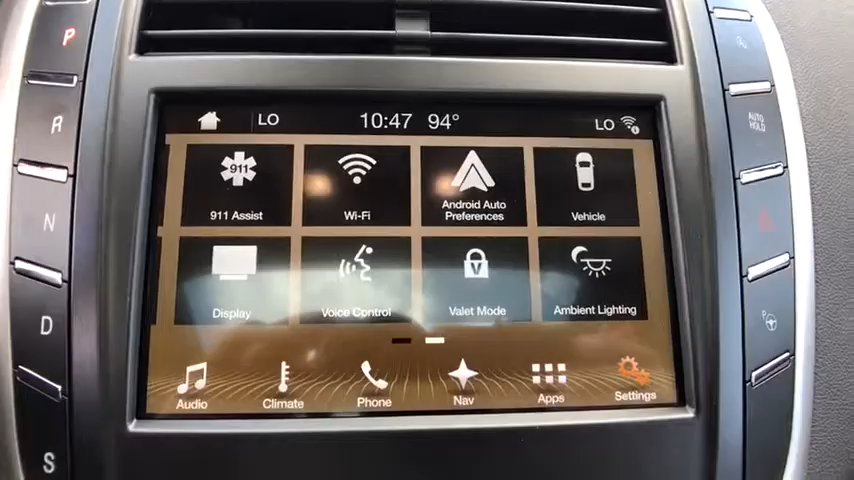 P
R
N
D
S
LO
10:47 94°
LO
911
911 Assist
Wi-Fi
Android Auto
Preferences
Vehicle
Display
Voice Control
V
Valet Mode
Ambient Lighting
Audio
Climate
Phone
Nav
Apps
Settings
AUTO
HOLD
P